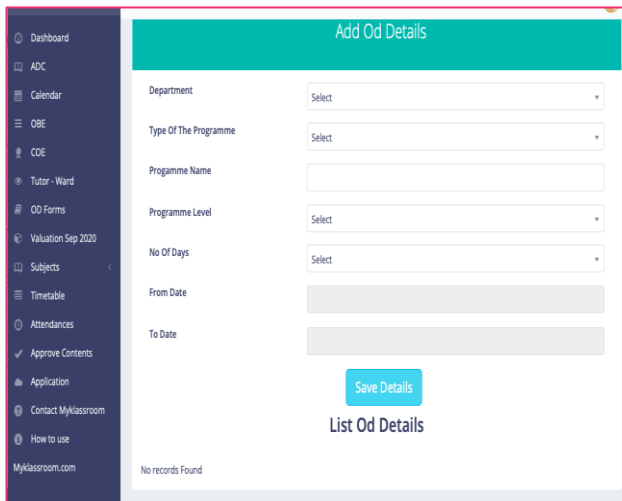 Dashboard
ADC
Calendar
OBE
COE
Tutor - Ward
OD Forms
Valuation Sep 2020
Subjects
Timetable
Attendances
Approve Contents
Application
Contact Myklassroom
How to use
Myklassroom.com
Add Od Details
Department
Select
Type Of The Programme
Select
Progamme Name
Programme Level
Select
No Of Days
Select
From Date
To Date
Save Details
List Od Details
No records Found